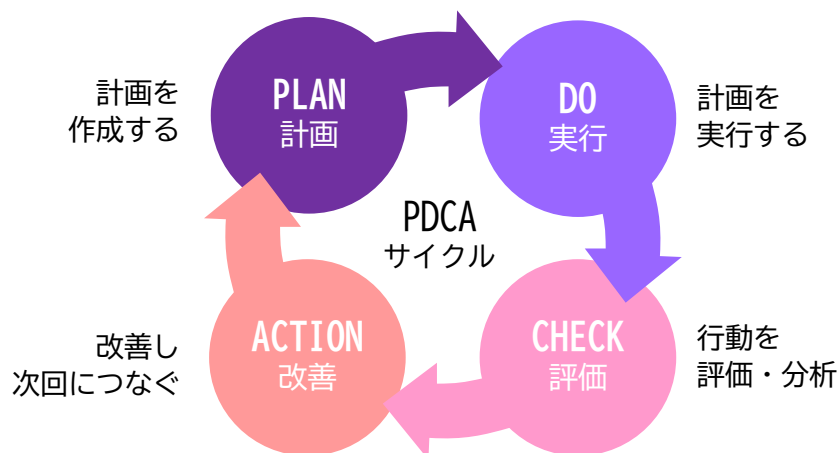 計画を
作成する
PLAN
計画
DO
実行
計画を
実行する
PDCA
サイクル
改善し
次回につなぐ
ACTION
改善
CHECK
評価
行動を
評価・分析